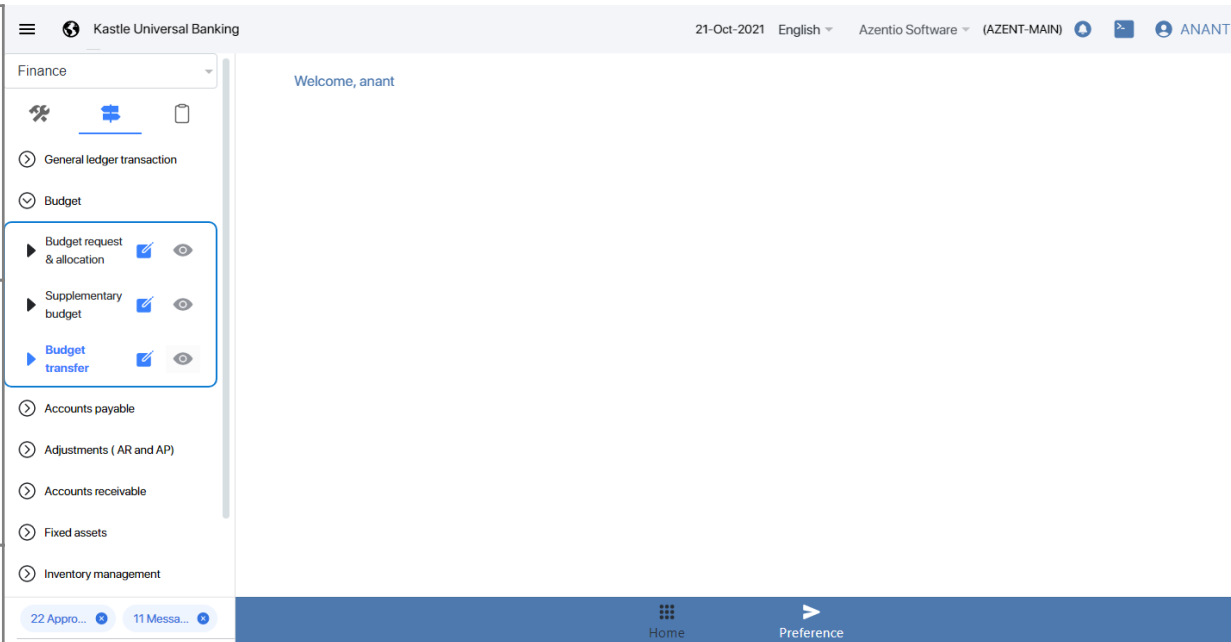 Kastle Universal Banking
21-Oct-2021 English Azentio Software (AZENT-MAIN) ANANT
Finance
Welcome, anant
General ledger transaction
Budget
Budget request
& allocation
Supplementary
budget
Budget
transfer
Accounts payable
Adjustments ( AR and AP)
Accounts receivable
Fixed assets
Inventory management
22 Appro... 11 Messa...
Home Preference